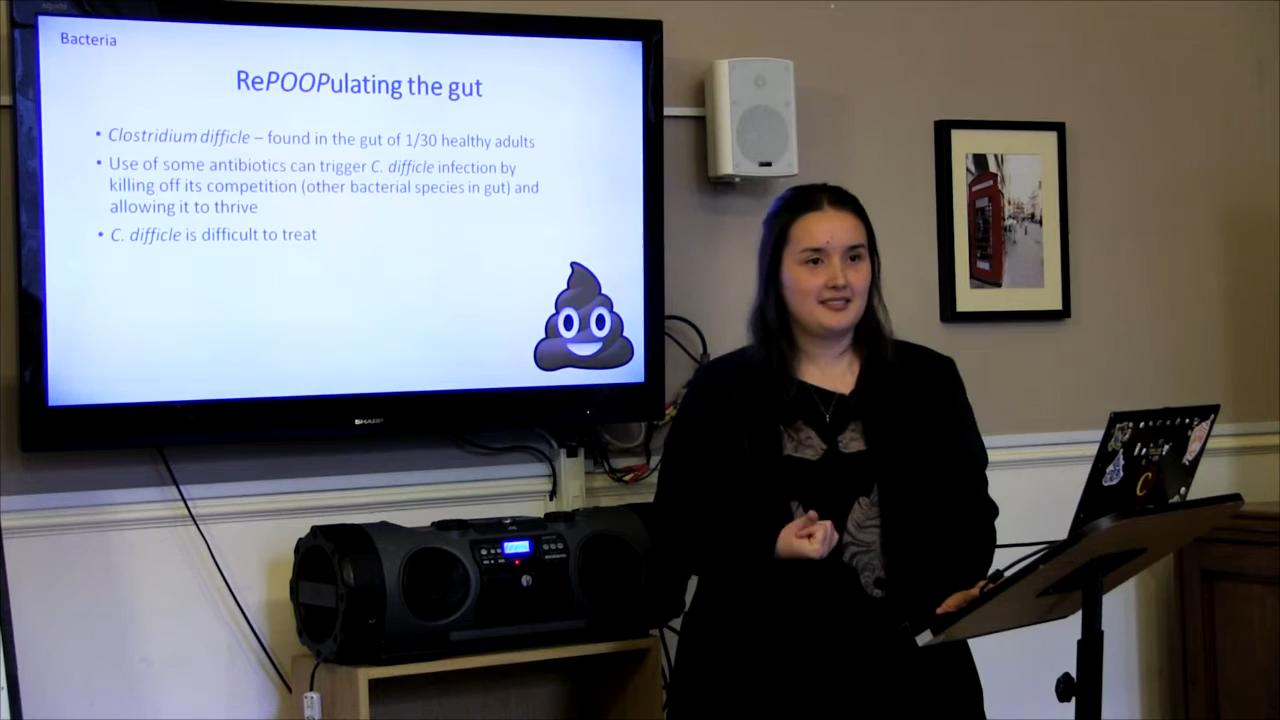 Bacteria
RePOOPulating the gut
• Clostridium difficle – found in the gut of 1/30 healthy adults
• Use of some antibiotics can trigger C. difficle infection by
killing off its competition (other bacterial species in gut) and
allowing it to thrive
• C. difficle is difficult to treat
SHARP